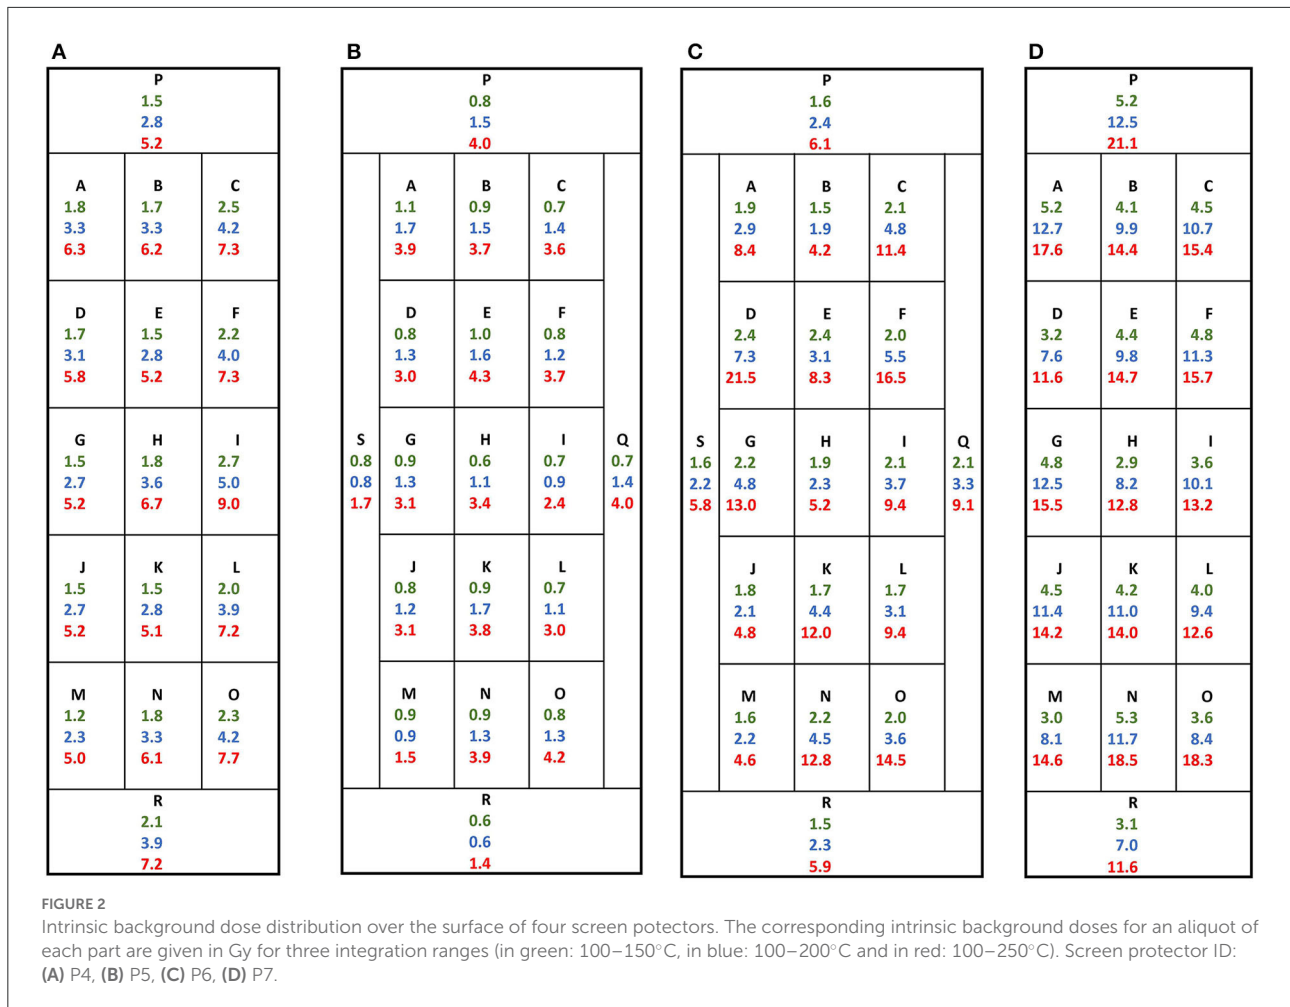 A B C D
P P P P
1.5 0.8 1.6 5.2
2.8 1.5 2.4 12.5
5.2 4.0 6.1 21.1
A B C A B C A B C A B C
1.8 1.7 2.5 1.1 0.9 0.7 1.9 1.5 2.1 5.2 4.1 4.5
3.3 3.3 4.2 1.7 1.5 1.4 2.9 1.9 4.8 12.7 9.9 10.7
6.3 6.2 7.3 3.9 3.7 3.6 8.4 4.2 11.4 17.6 14.4 15.4
D E F D E F D E F D E F
1.7 1.5 2.2 0.8 1.0 0.8 2.4 2.4 2.0 3.2 4.4 4.8
3.1 2.8 4.0 1.3 1.6 1.2 7.3 3.1 5.5 7.6 9.8 11.3
5.8 5.2 7.3 3.0 4.3 3.7 21.5 8.3 16.5 11.6 14.7 15.7
G H I S G H I Q S G H I Q G H I
1.5 1.8 2.7 0.8 0.9 0.6 0.7 0.7 1.6 2.2 1.9 2.1 2.1 4.8 2.9 3.6
2.7 3.6 5.0 0.8 1.3 1.1 0.9 1.4 2.2 4.8 2.3 3.7 3.3 12.5 8.2 10.1
5.2 6.7 9.0 1.7 3.1 3.4 2.4 4.0 5.8 13.0 5.2 9.4 9.1 15.5 12.8 13.2
J K L J K L J K L J K L
1.5 1.5 2.0 0.8 0.9 0.7 1.8 1.7 1.7 4.5 4.2 4.0
2.7 2.8 3.9 1.2 1.7 1.1 2.1 4.4 3.1 11.4 11.0 9.4
5.2 5.1 7.2 3.1 3.8 3.0 4.8 12.0 9.4 14.2 14.0 12.6
M N O M N O M N O M N O
1.2 1.8 2.3 0.9 0.9 0.8 1.6 2.2 2.0 3.0 5.3 3.6
2.3 3.3 4.2 0.9 1.3 1.3 2.2 4.5 3.6 8.1 11.7 8.4
5.0 6.1 7.7 1.5 3.9 4.2 4.6 12.8 14.5 14.6 18.5 18.3
R R R R
2.1 0.6 1.5 3.1
3.9 0.6 2.3 7.0
7.2 1.4 5.9 11.6
FIGURE 2
Intrinsic background dose distribution over the surface of four screen potectors. The corresponding intrinsic background doses for an aliquot of
each part are given in Gy for three integration ranges (in green: 100–150°C, in blue: 100–200°C and in red: 100–250°C). Screen protector ID:
(A) P4, (B) P5, (C) P6, (D) P7.